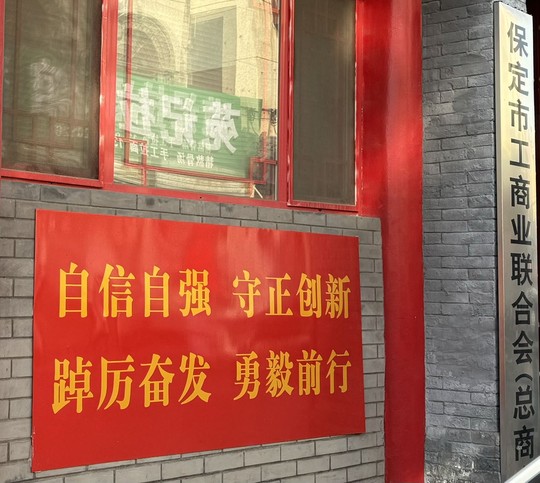 自信自强 守正创新
踔厉奋发 勇毅前行
保定市工商业联合会(总商